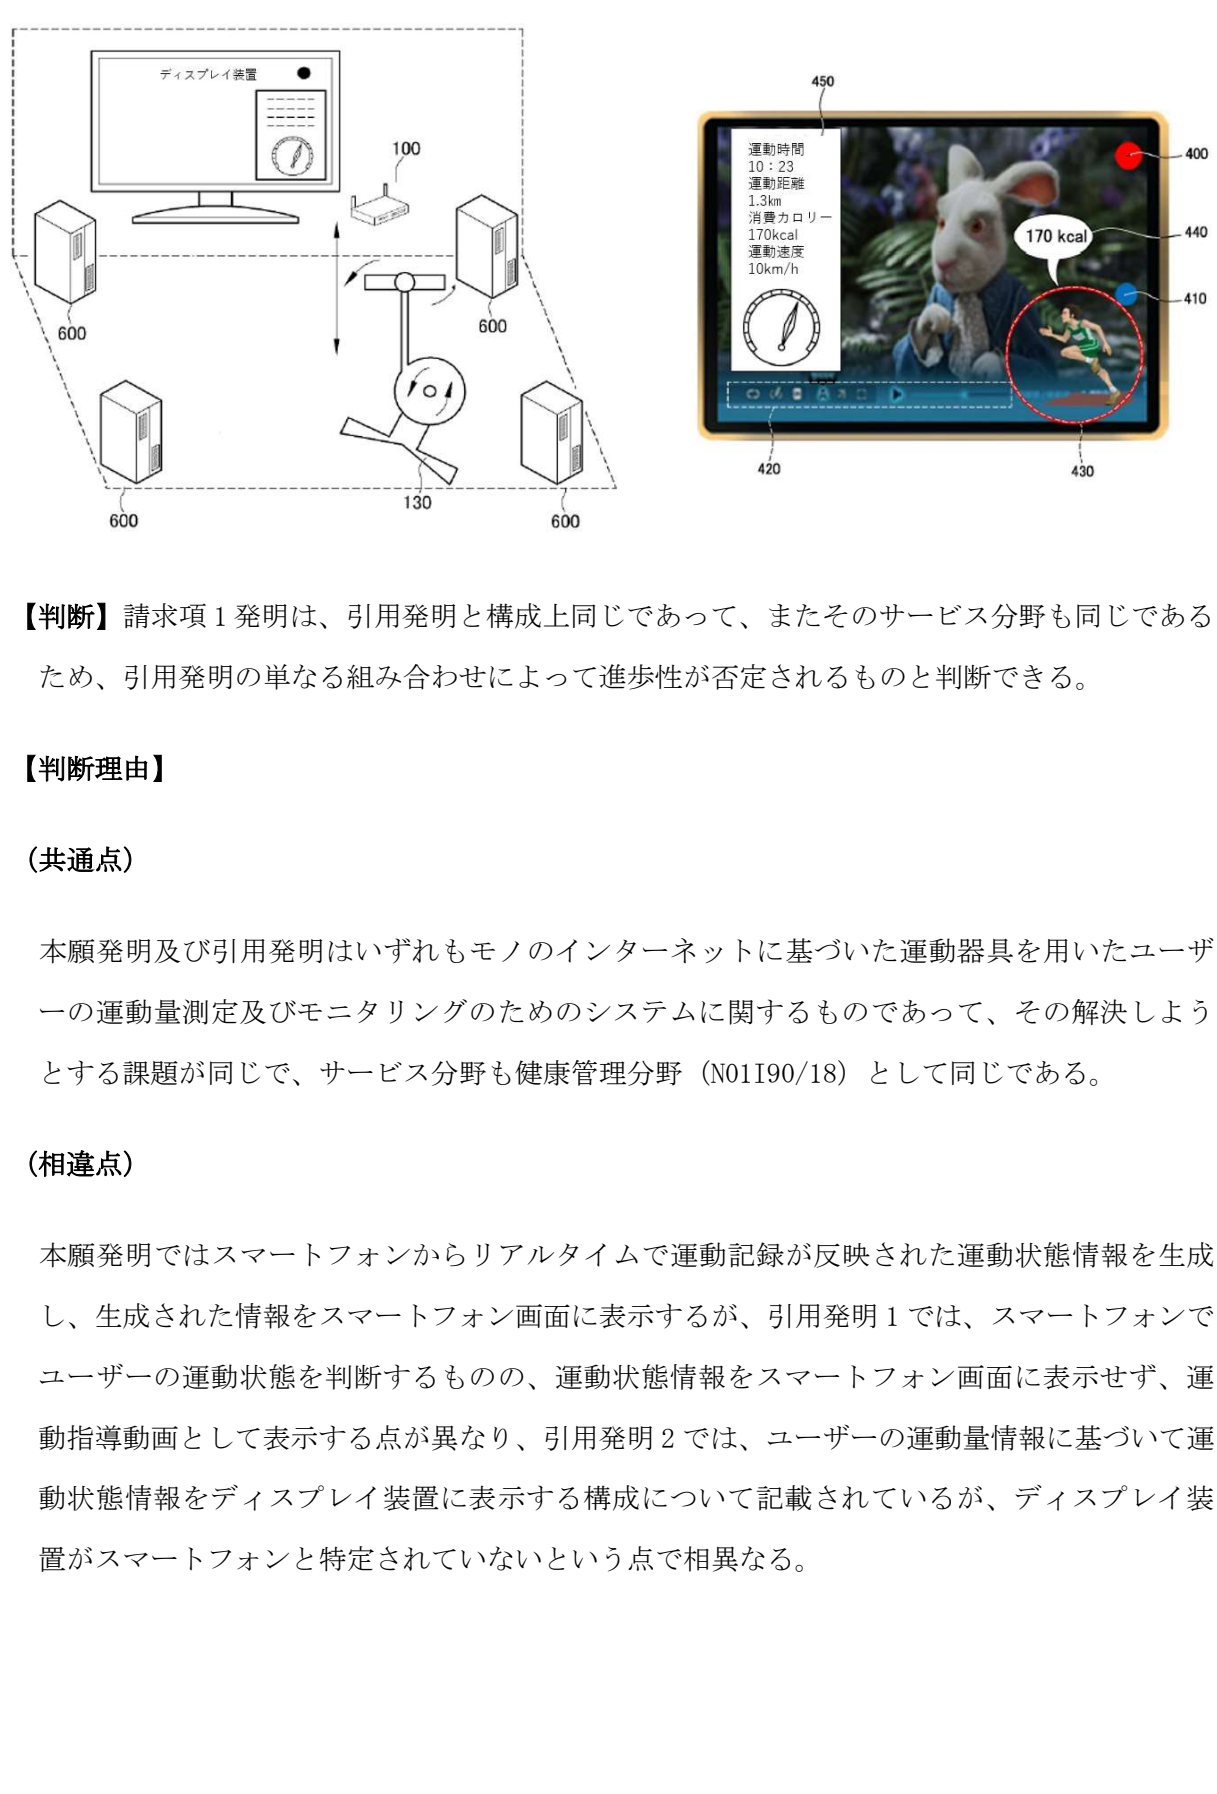 ディスプレイ装置
100
600
600
130
600
600
450
運動時間
10：23
運動距離
1.3㎞
消費カロリー
170kcal
運動速度
10km/h
400
170 kcal
440
410
420
430
【判断】請求項１発明は、引用発明と構成上同じであって、またそのサービス分野も同じである
ため、引用発明の単なる組み合わせによって進歩性が否定されるものと判断できる。
【判断理由】
（共通点）
本願発明及び引用発明はいずれもモノのインターネットに基づいた運動器具を用いたユーザ
ーの運動量測定及びモニタリングのためのシステムに関するものであって、その解決しよう
とする課題が同じで、サービス分野も健康管理分野（N01I90/18）として同じである。
（相違点）
本願発明ではスマートフォンからリアルタイムで運動記録が反映された運動状態情報を生成
し、生成された情報をスマートフォン画面に表示するが、引用発明１では、スマートフォンで
ユーザーの運動状態を判断するものの、運動状態情報をスマートフォン画面に表示せず、運
動指導動画として表示する点が異なり、引用発明２では、ユーザーの運動量情報に基づいて運
動状態情報をディスプレイ装置に表示する構成について記載されているが、ディスプレイ装
置がスマートフォンと特定されていないという点で相異なる。